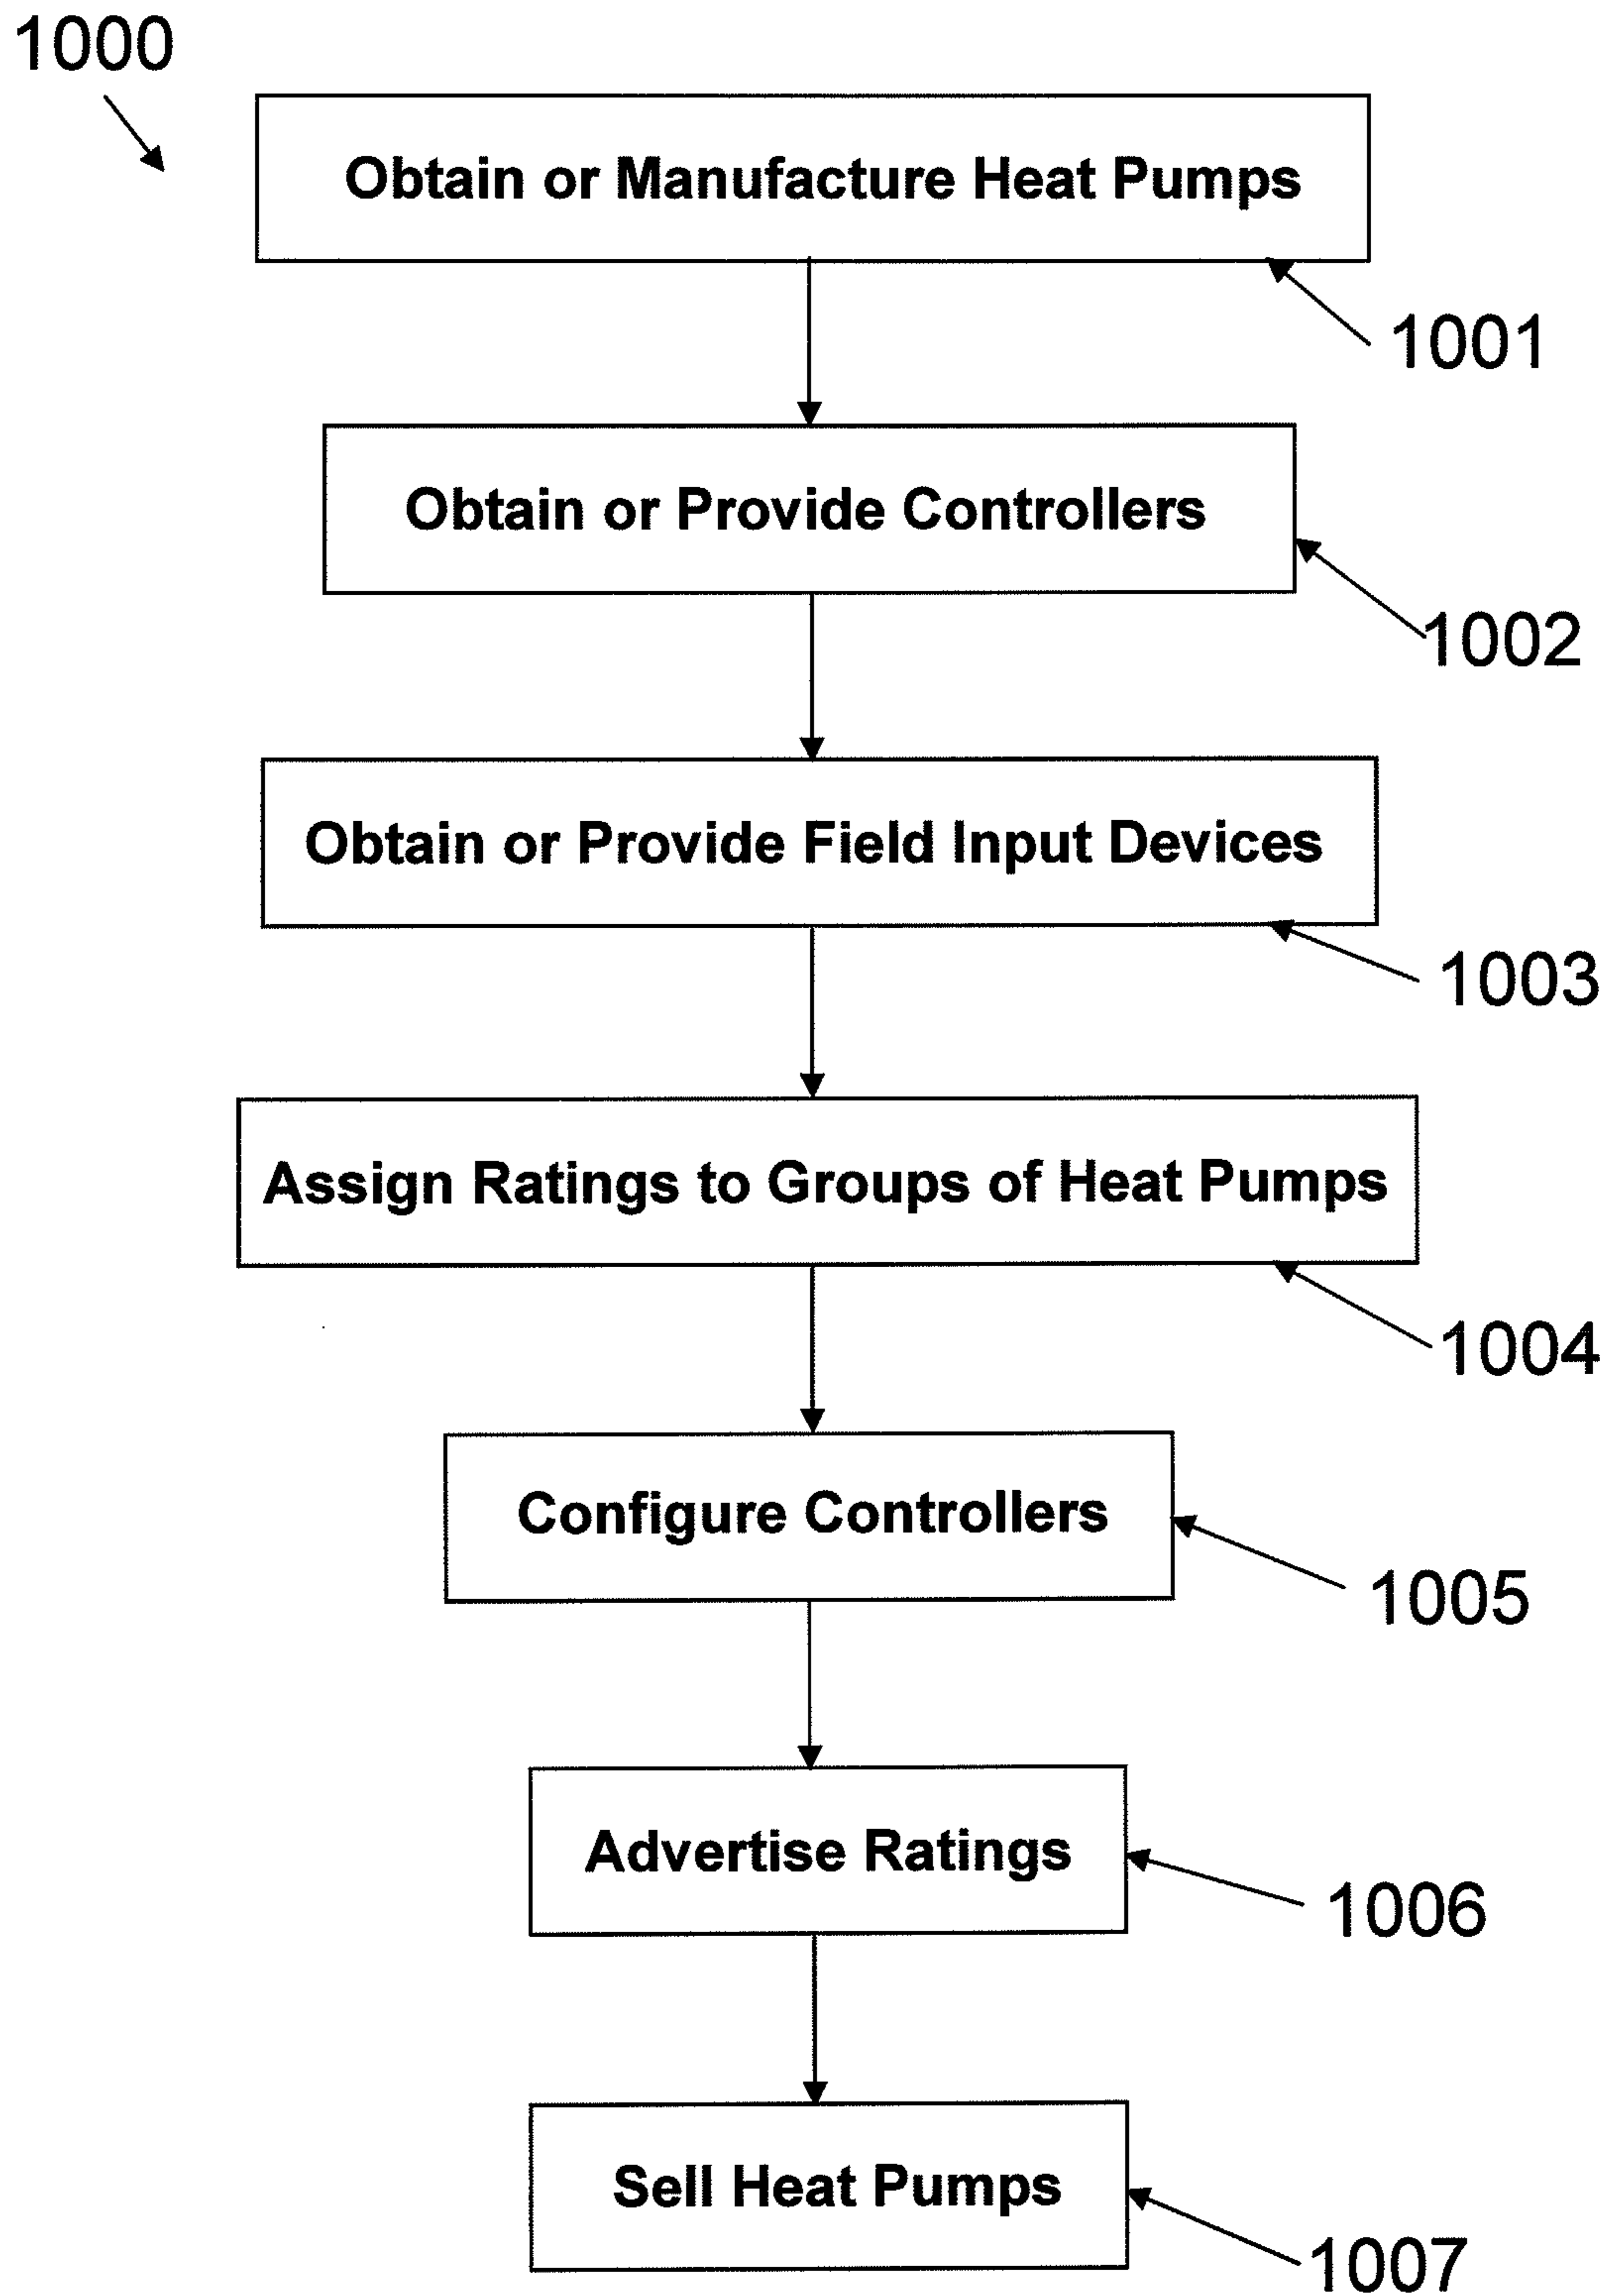 1000
Obtain or Manufacture Heat Pumps
1001
Obtain or Provide Controllers
1002
Obtain or Provide Field Input Devices
1003
Assign Ratings to Groups of Heat Pumps
1004
Configure Controllers
1005
Advertise Ratings
1006
Sell Heat Pumps
1007